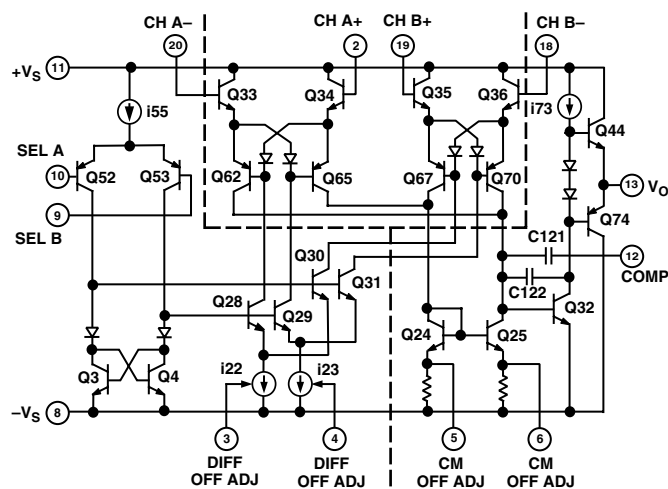 CH A– CH A+ CH B+ CH B–
20 2 19 18
+VS 11
Q33 Q34 Q35 Q36
i55 i73 Q44
SEL A
10 Q52 Q53 Q62 Q65 Q67 Q70 13 VO
9 Q74
SEL B
Q30 C121 12
Q31 COMP
C122
Q28 Q29 Q32
Q24 Q25
Q3 Q4 i22 i23
–VS 8
3 4 5 6
DIFF OFF ADJ
DIFF OFF ADJ
CM OFF ADJ
CM OFF ADJ